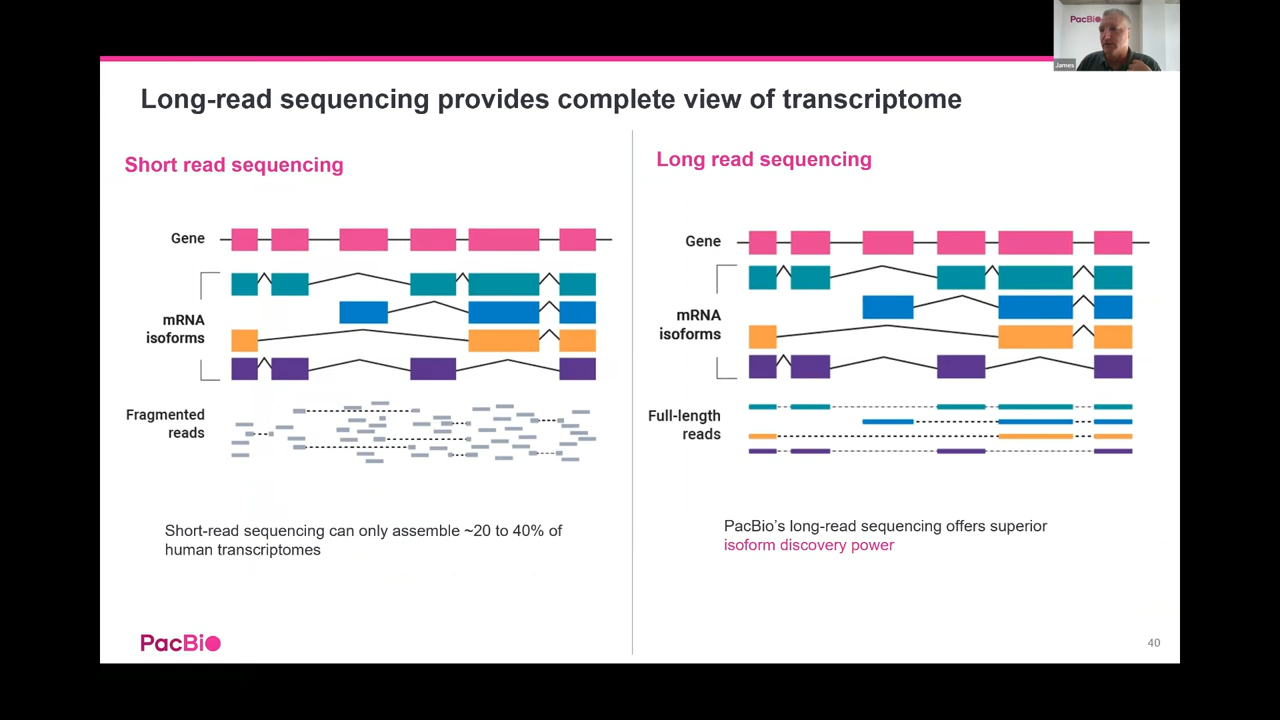 PacBio
James
Long-read sequencing provides complete view of transcriptome
Short read sequencing
Gene
mRNA
isoforms
Fragmented
reads
Short-read sequencing can only assemble ~20 to 40% of
human transcriptomes
Long read sequencing
Gene
mRNA
isoforms
Full-length
reads
PacBio’s long-read sequencing offers superior
isoform discovery power
PacBio
40